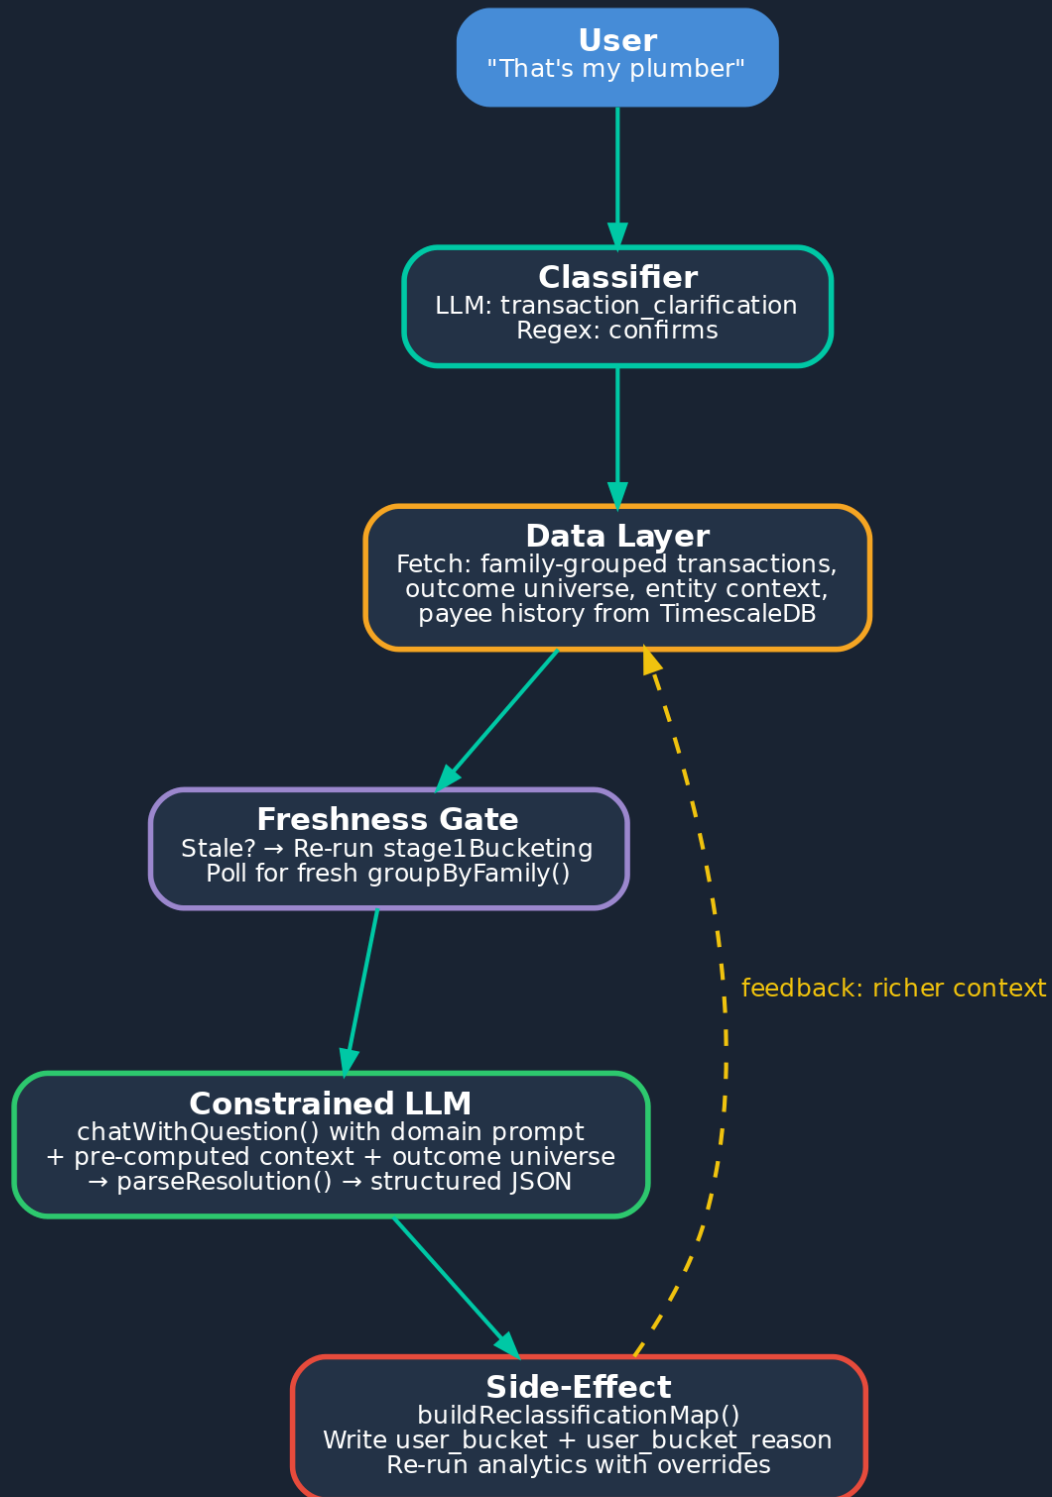 User
"That's my plumber"
Classifier
LLM: transaction_clarification
Regex: confirms
Data Layer
Fetch: family-grouped transactions,
outcome universe, entity context,
payee history from TimescaleDB
Freshness Gate
Stale? → Re-run stage1Bucketing
Poll for fresh groupByFamily()
feedback: richer context
Constrained LLM
chatWithQuestion() with domain prompt
+ pre-computed context + outcome universe
→ parseResolution() → structured JSON
Side-Effect
buildReclassificationMap()
Write user_bucket + user_bucket_reason
Re-run analytics with overrides